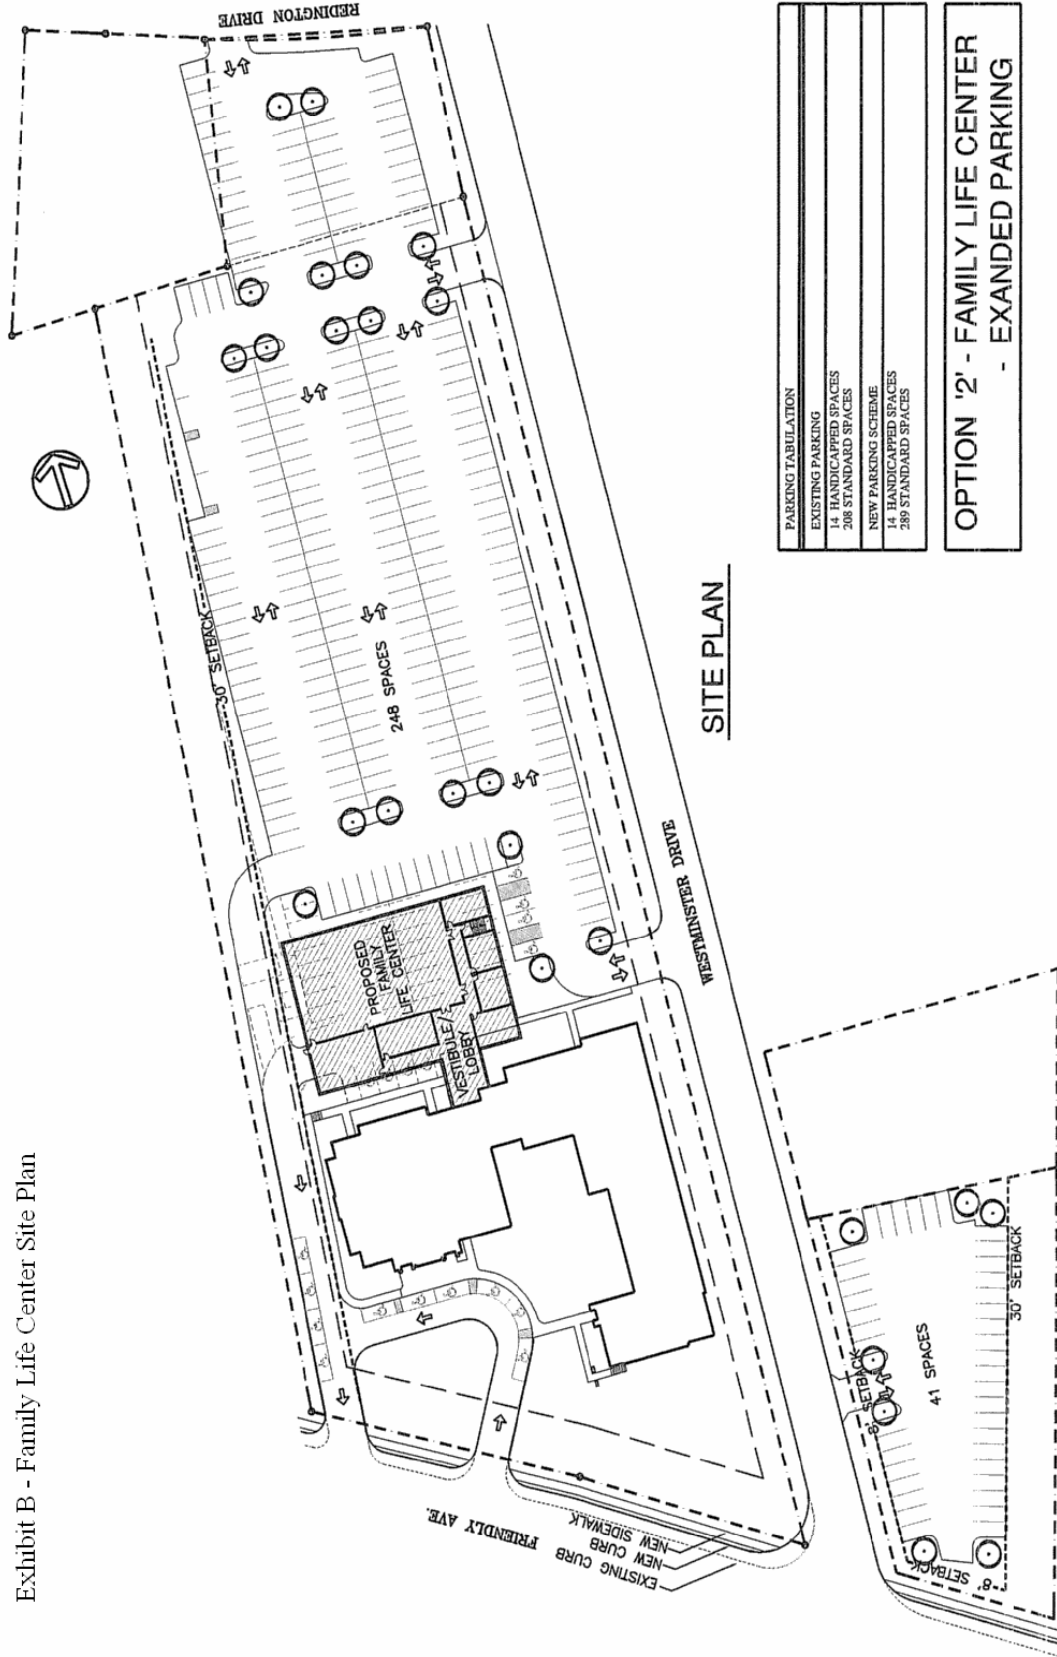 Exhibit B - Family Life Center Site Plan
REDINGTON DRIVE
30' SETBACK
248 SPACES
PROPOSED
FAMILY
LIFE CENTER
VESTIBULE/
LOBBY
WESTMINSTER DRIVE
FRIENDLY AVE.
EXISTING CURB
NEW CURB
NEW SIDEWALK
8' SETBACK
41 SPACES
30' SETBACK
8' SETBACK
SITE PLAN
PARKING TABULATION
EXISTING PARKING
14 HANDICAPPED SPACES
208 STANDARD SPACES
NEW PARKING SCHEME
14 HANDICAPPED SPACES
289 STANDARD SPACES
OPTION '2' - FAMILY LIFE CENTER
- EXANDED PARKING